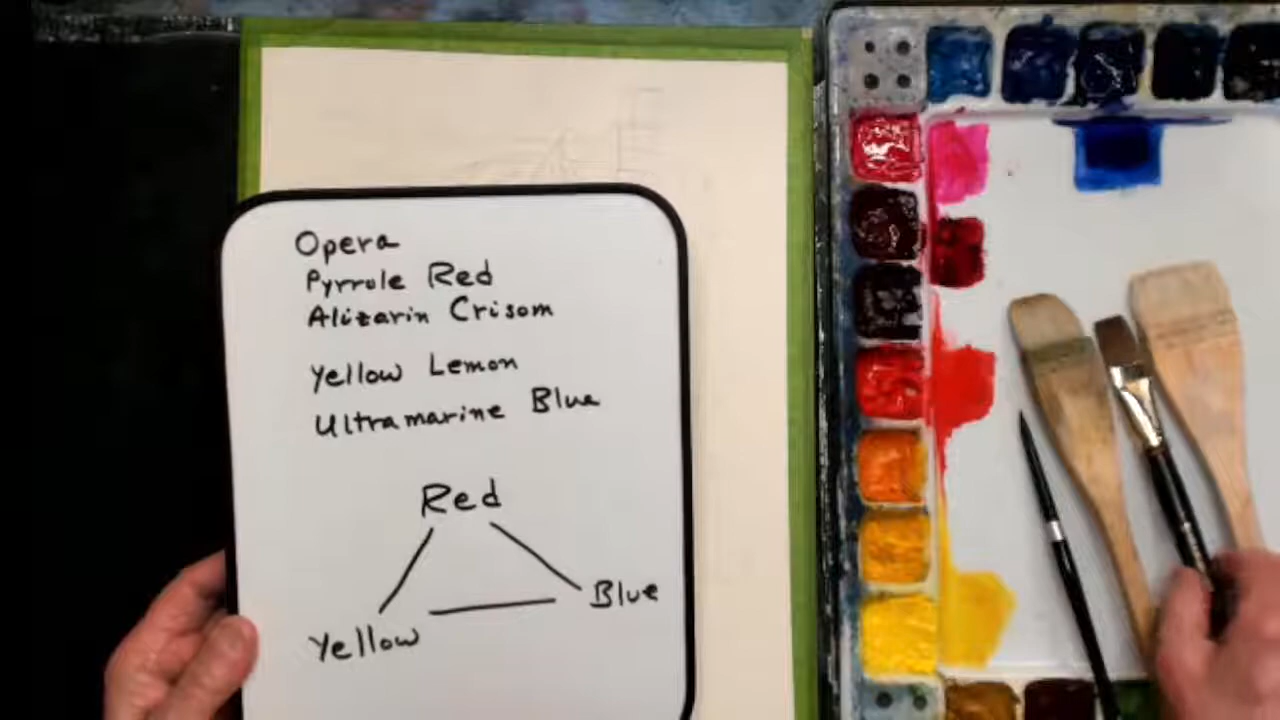 Opera
Pyrrole Red
Alizarin Crisom
Yellow Lemon
Ultramarine Blue
Red
Blue
Yellow